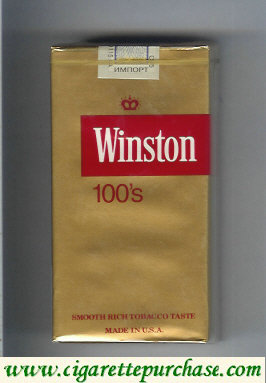 ИМПОРТ
Winston
100's
SMOOTH RICH TOBACCO TASTE
MADE IN U.S.A.
www.cigarettepurchase.com